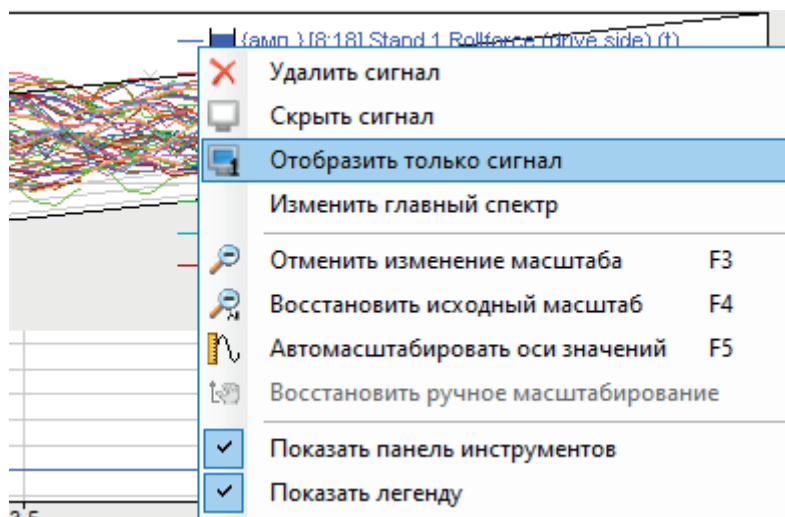 {амп.} [8:18] Stand 1 Rollforce (drive side) (t)
Удалить сигнал
Скрыть сигнал
Отобразить только сигнал
Изменить главный спектр
Отменить изменение масштаба F3
Восстановить исходный масштаб F4
Автомасштабировать оси значений F5
Восстановить ручное масштабирование
Показать панель инструментов
Показать легенду